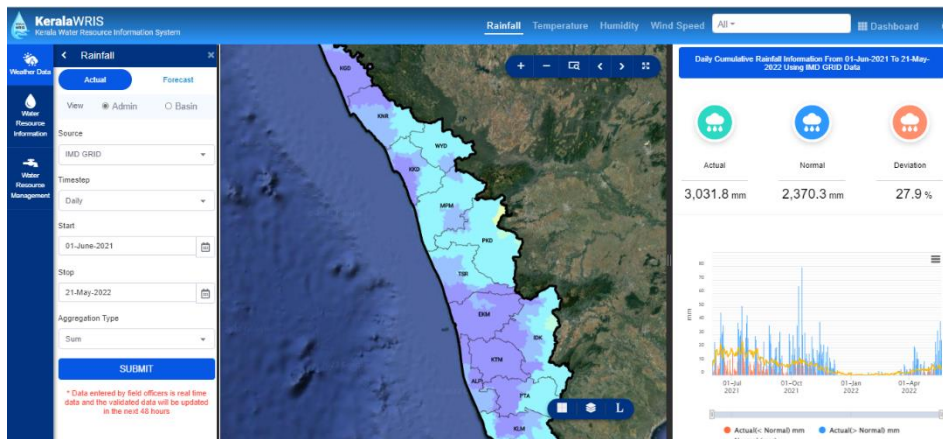 KeralaWRIS
Kerala Water Resource Information System
Rainfall Temperature Humidity Wind Speed All Dashboard
Weather Data
Water
Resource
Information
Water
Resource
Management
Rainfall
Actual Forecast
View Admin Basin
Source
IMD GRID
Timestep
Daily
Start
01-June-2021
Stop
21-May-2022
Aggregation Type
Sum
SUBMIT
* Data entered by field officers is real time
data and the validated data will be updated
in the next 48 hours
KGD
KNR
WYD
KKD
MPM
PKD
TSR
EKM
IDK
KTM
ALP
PTA
KLM
L
Daily Cumulative Rainfall Information From 01-Jun-2021 To 21-May-
2022 Using IMD GRID Data
Actual Normal Deviation
3,031.8 mm 2,370.3 mm 27.9 %
mm
80
70
60
50
40
30
20
10
0
01-Jul
2021
01-Oct
2021
01-Jan
2022
01-Apr
2022
Actual(< Normal) mm Actual(> Normal) mm